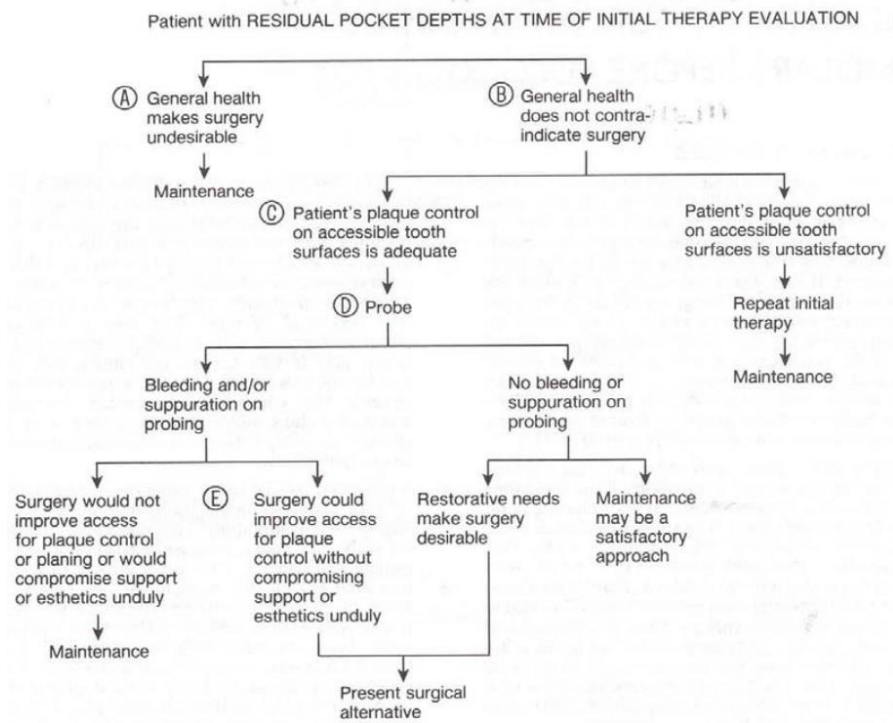 Patient with RESIDUAL POCKET DEPTHS AT TIME OF INITIAL THERAPY EVALUATION
Ⓐ General health
makes surgery
undesirable
Maintenance
Ⓑ General health
does not contra-
indicate surgery
Ⓒ Patient's plaque control
on accessible tooth
surfaces is adequate
Patient's plaque control
on accessible tooth
surfaces is unsatisfactory
Ⓓ Probe
Repeat initial
therapy
Maintenance
Bleeding and/or
suppuration on
probing
No bleeding or
suppuration on
probing
Surgery would not
improve access
for plaque control
or planing or would
compromise support
or esthetics unduly
Maintenance
Ⓔ Surgery could
improve access
for plaque
control without
compromising
support or
esthetics unduly
Restorative needs
make surgery
desirable
Maintenance
may be a
satisfactory
approach
Present surgical
alternative